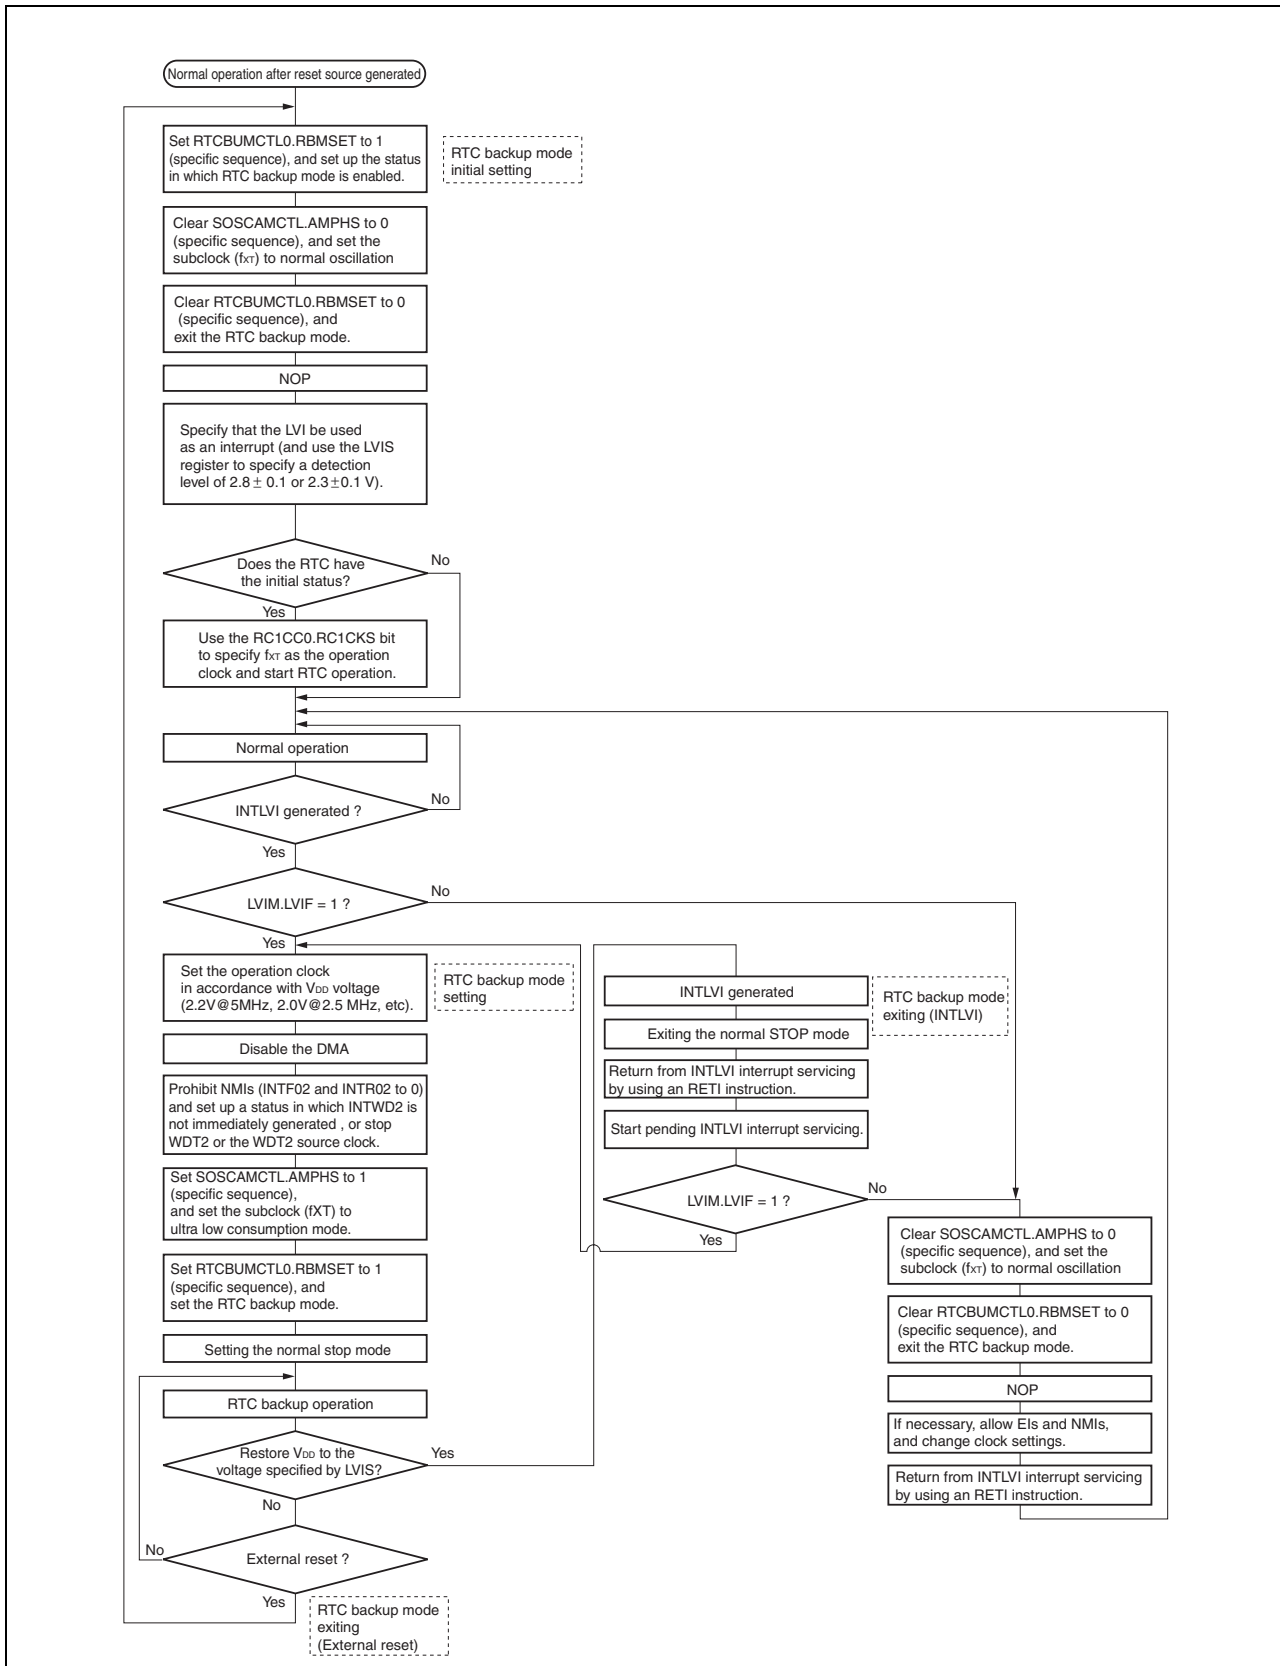 Normal operation after reset source generated
Set RTCBUMCTL0.RBMSET to 1
(specific sequence), and set up the status
in which RTC backup mode is enabled.
RTC backup mode
initial setting
Clear SOSCAMCTL.AMPHS to 0
(specific sequence), and set the
subclock (fXT) to normal oscillation
Clear RTCBUMCTL0.RBMSET to 0
(specific sequence), and
exit the RTC backup mode.
NOP
Specify that the LVI be used
as an interrupt (and use the LVIS
register to specify a detection
level of 2.8 ± 0.1 or 2.3 ±0.1 V).
Does the RTC have
the initial status?
No
Yes
Use the RC1CC0.RC1CKS bit
to specify fXT as the operation
clock and start RTC operation.
Normal operation
INTLVI generated ?
No
Yes
LVIM.LVIF = 1 ?
No
Yes
Set the operation clock
in accordance with VDD voltage
(2.2V@5MHz, 2.0V@2.5 MHz, etc).
RTC backup mode
setting
Disable the DMA
Prohibit NMIs (INTF02 and INTR02 to 0)
and set up a status in which INTWD2 is
not immediately generated , or stop
WDT2 or the WDT2 source clock.
Set SOSCAMCTL.AMPHS to 1
(specific sequence),
and set the subclock (fXT) to
ultra low consumption mode.
Set RTCBUMCTL0.RBMSET to 1
(specific sequence), and
set the RTC backup mode.
Setting the normal stop mode
RTC backup operation
Restore VDD to the
voltage specified by LVIS?
Yes
No
External reset ?
No
Yes
RTC backup mode
exiting
(External reset)
INTLVI generated
RTC backup mode
exiting (INTLVI)
Exiting the normal STOP mode
Return from INTLVI interrupt servicing
by using an RETI instruction.
Start pending INTLVI interrupt servicing.
LVIM.LVIF = 1 ?
No
Yes
Clear SOSCAMCTL.AMPHS to 0
(specific sequence), and set the
subclock (fXT) to normal oscillation
Clear RTCBUMCTL0.RBMSET to 0
(specific sequence), and
exit the RTC backup mode.
NOP
If necessary, allow EIs and NMIs,
and change clock settings.
Return from INTLVI interrupt servicing
by using an RETI instruction.